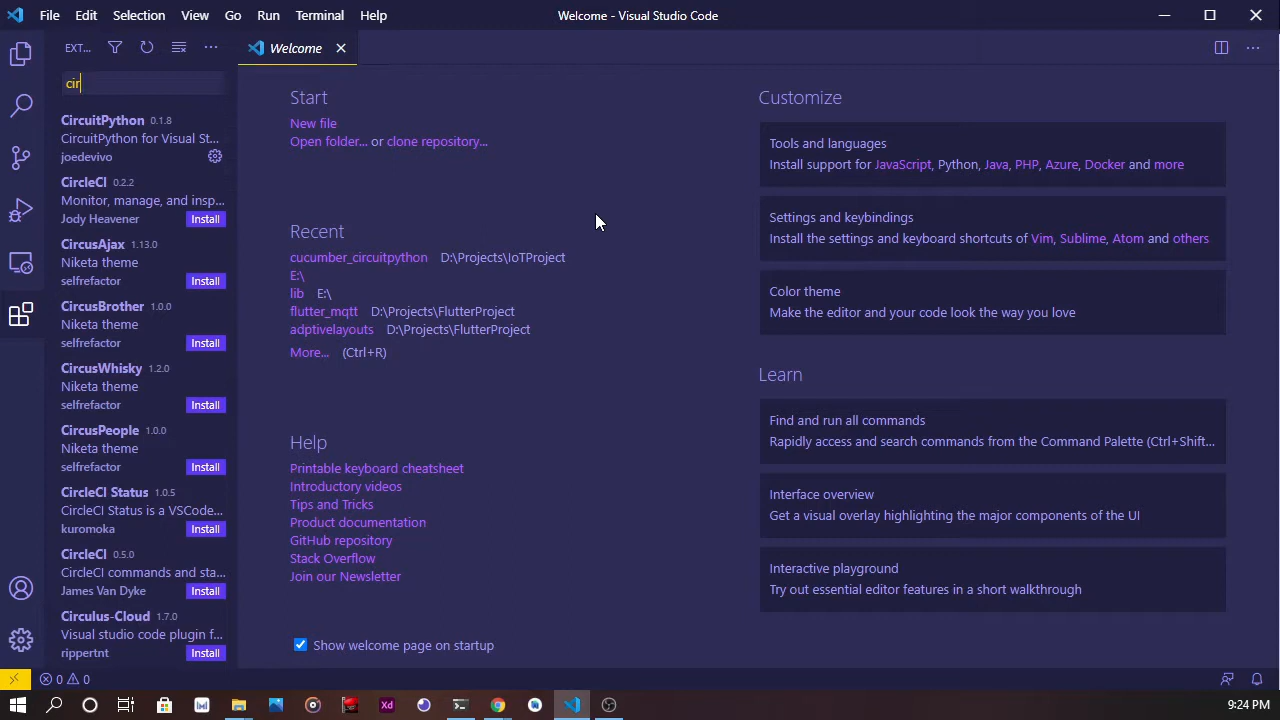 File Edit Selection View Go Run Terminal Help
Welcome - Visual Studio Code
EXT...
Welcome
cir
CircuitPython 0.1.8
CircuitPython for Visual St...
joedevivo
CircleCI 0.2.2
Monitor, manage, and insp...
Jody Heavener Install
CircusAjax 1.13.0
Niketa theme
selfrefactor Install
CircusBrother 1.0.0
Niketa theme
selfrefactor Install
CircusWhisky 1.2.0
Niketa theme
selfrefactor Install
CircusPeople 1.0.0
Niketa theme
selfrefactor Install
CircleCI Status 1.0.5
CircleCI Status is a VSCode...
kuromoka Install
CircleCI 0.5.0
CircleCI commands and sta...
James Van Dyke Install
Circulus-Cloud 1.7.0
Visual studio code plugin f...
rippertnt Install
Start
New file
Open folder... or clone repository...
Recent
cucumber_circuitpython D:\Projects\IoTProject
E:\
lib E:\
flutter_mqtt D:\Projects\FlutterProject
adptivelayouts D:\Projects\FlutterProject
More... (Ctrl+R)
Help
Printable keyboard cheatsheet
Introductory videos
Tips and Tricks
Product documentation
GitHub repository
Stack Overflow
Join our Newsletter
Show welcome page on startup
Customize
Tools and languages
Install support for JavaScript, Python, Java, PHP, Azure, Docker and more
Settings and keybindings
Install the settings and keyboard shortcuts of Vim, Sublime, Atom and others
Color theme
Make the editor and your code look the way you love
Learn
Find and run all commands
Rapidly access and search commands from the Command Palette (Ctrl+Shift...
Interface overview
Get a visual overlay highlighting the major components of the UI
Interactive playground
Try out essential editor features in a short walkthrough
0 0
Xd
9:24 PM